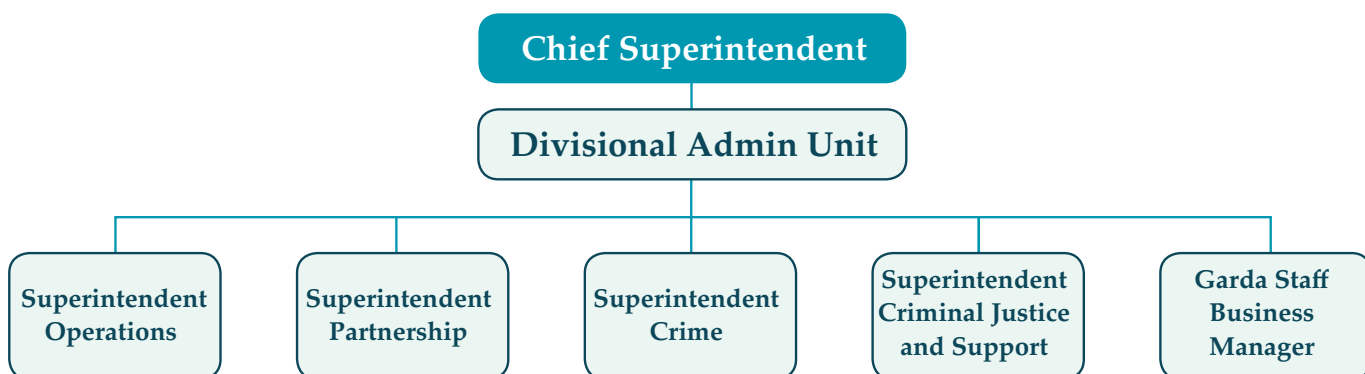 Chief Superintendent
Divisional Admin Unit
Superintendent
Operations
Superintendent
Partnership
Superintendent
Crime
Superintendent
Criminal Justice
and Support
Garda Staff
Business
Manager